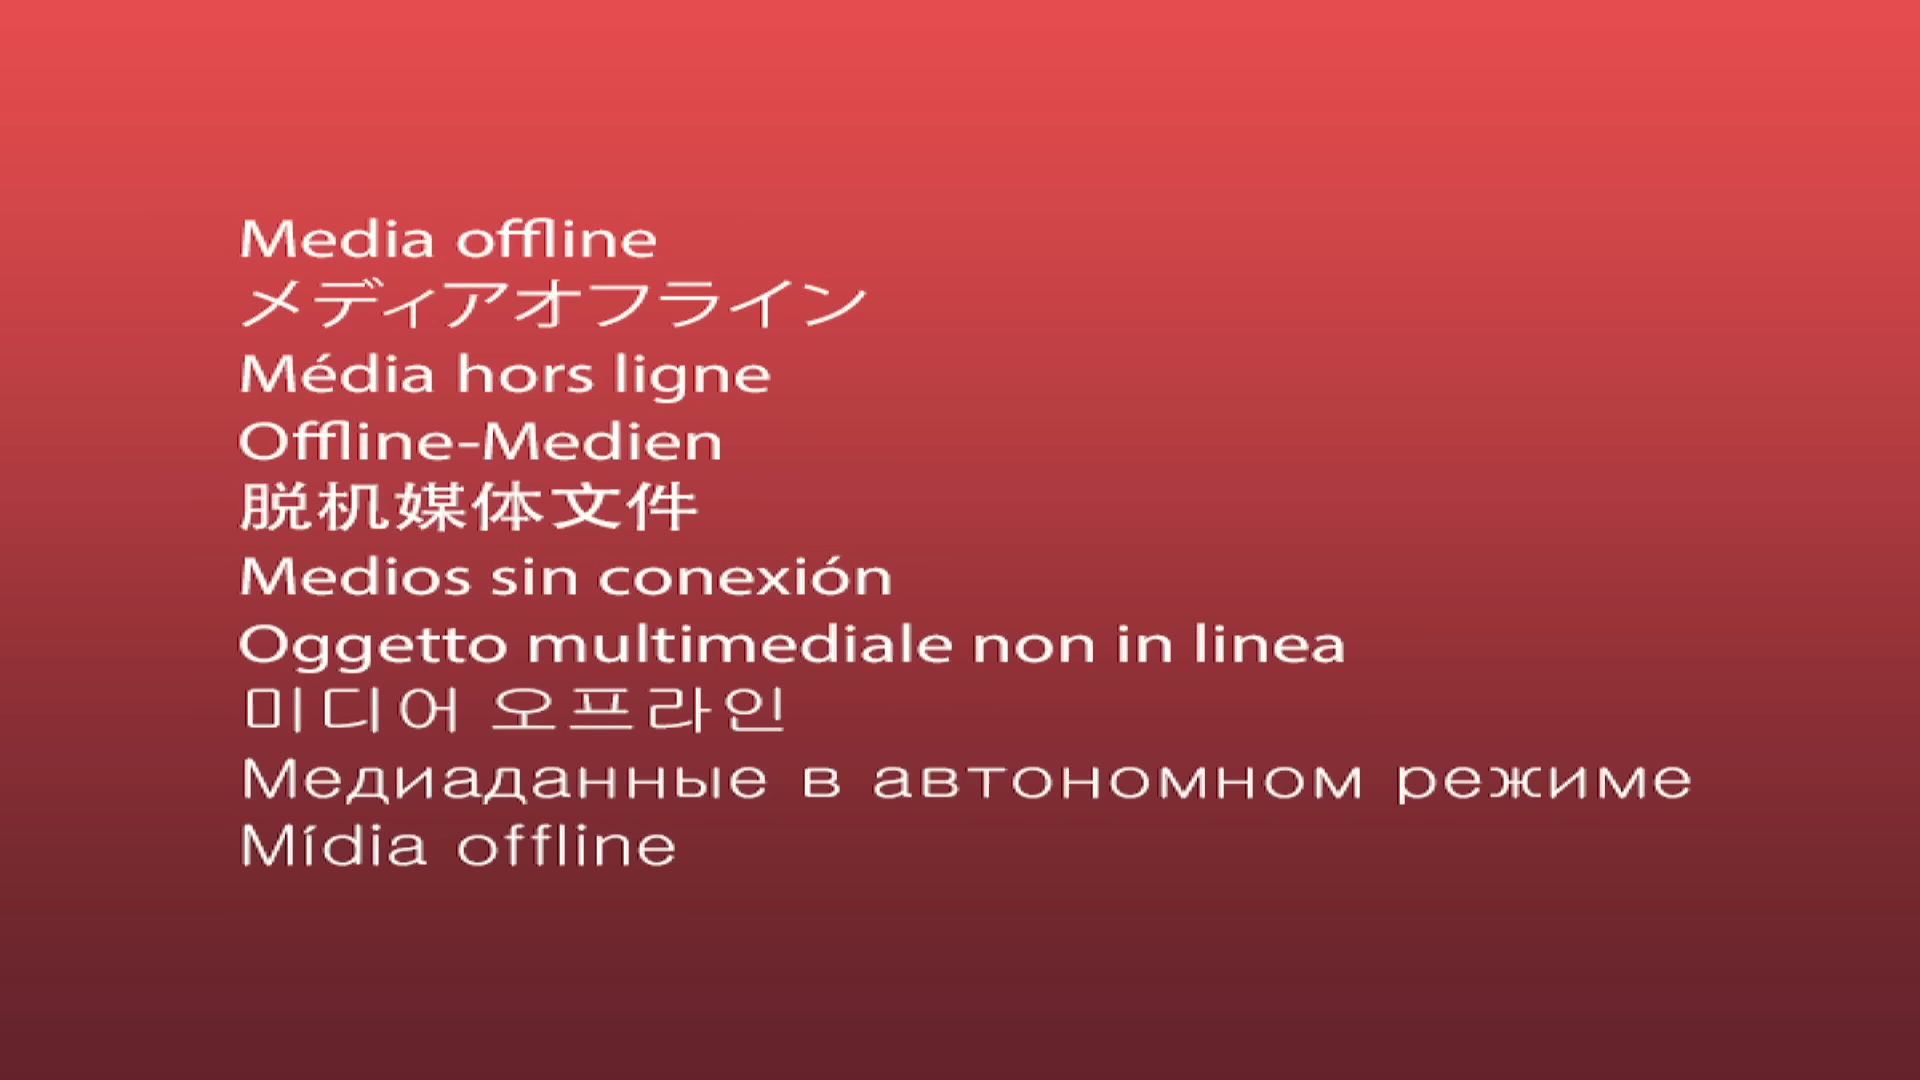 Media offline
メディアオフライン
Média hors ligne
Offline-Medien
脱机媒体文件
Medios sin conexión
Oggetto multimediale non in linea
미디어 오프라인
Медиаданные в автономном режиме
Mídia offline